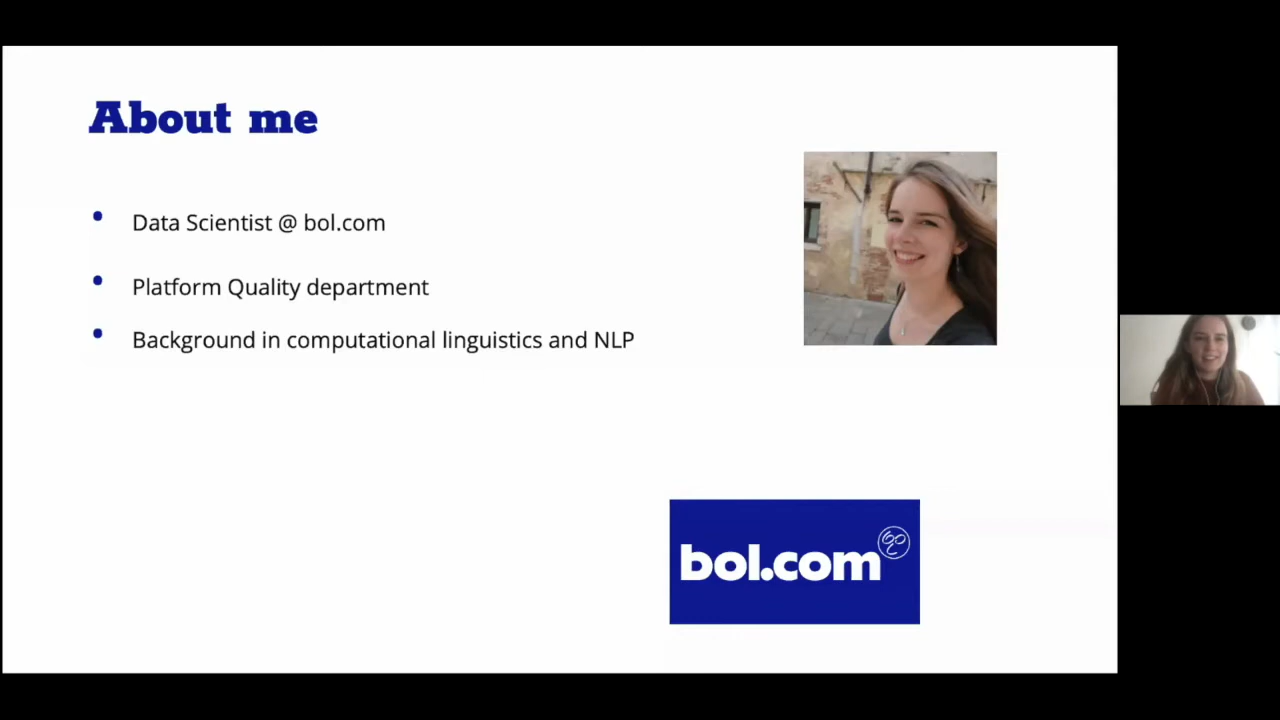 About me
Data Scientist @ bol.com
Platform Quality department
Background in computational linguistics and NLP
bol.com